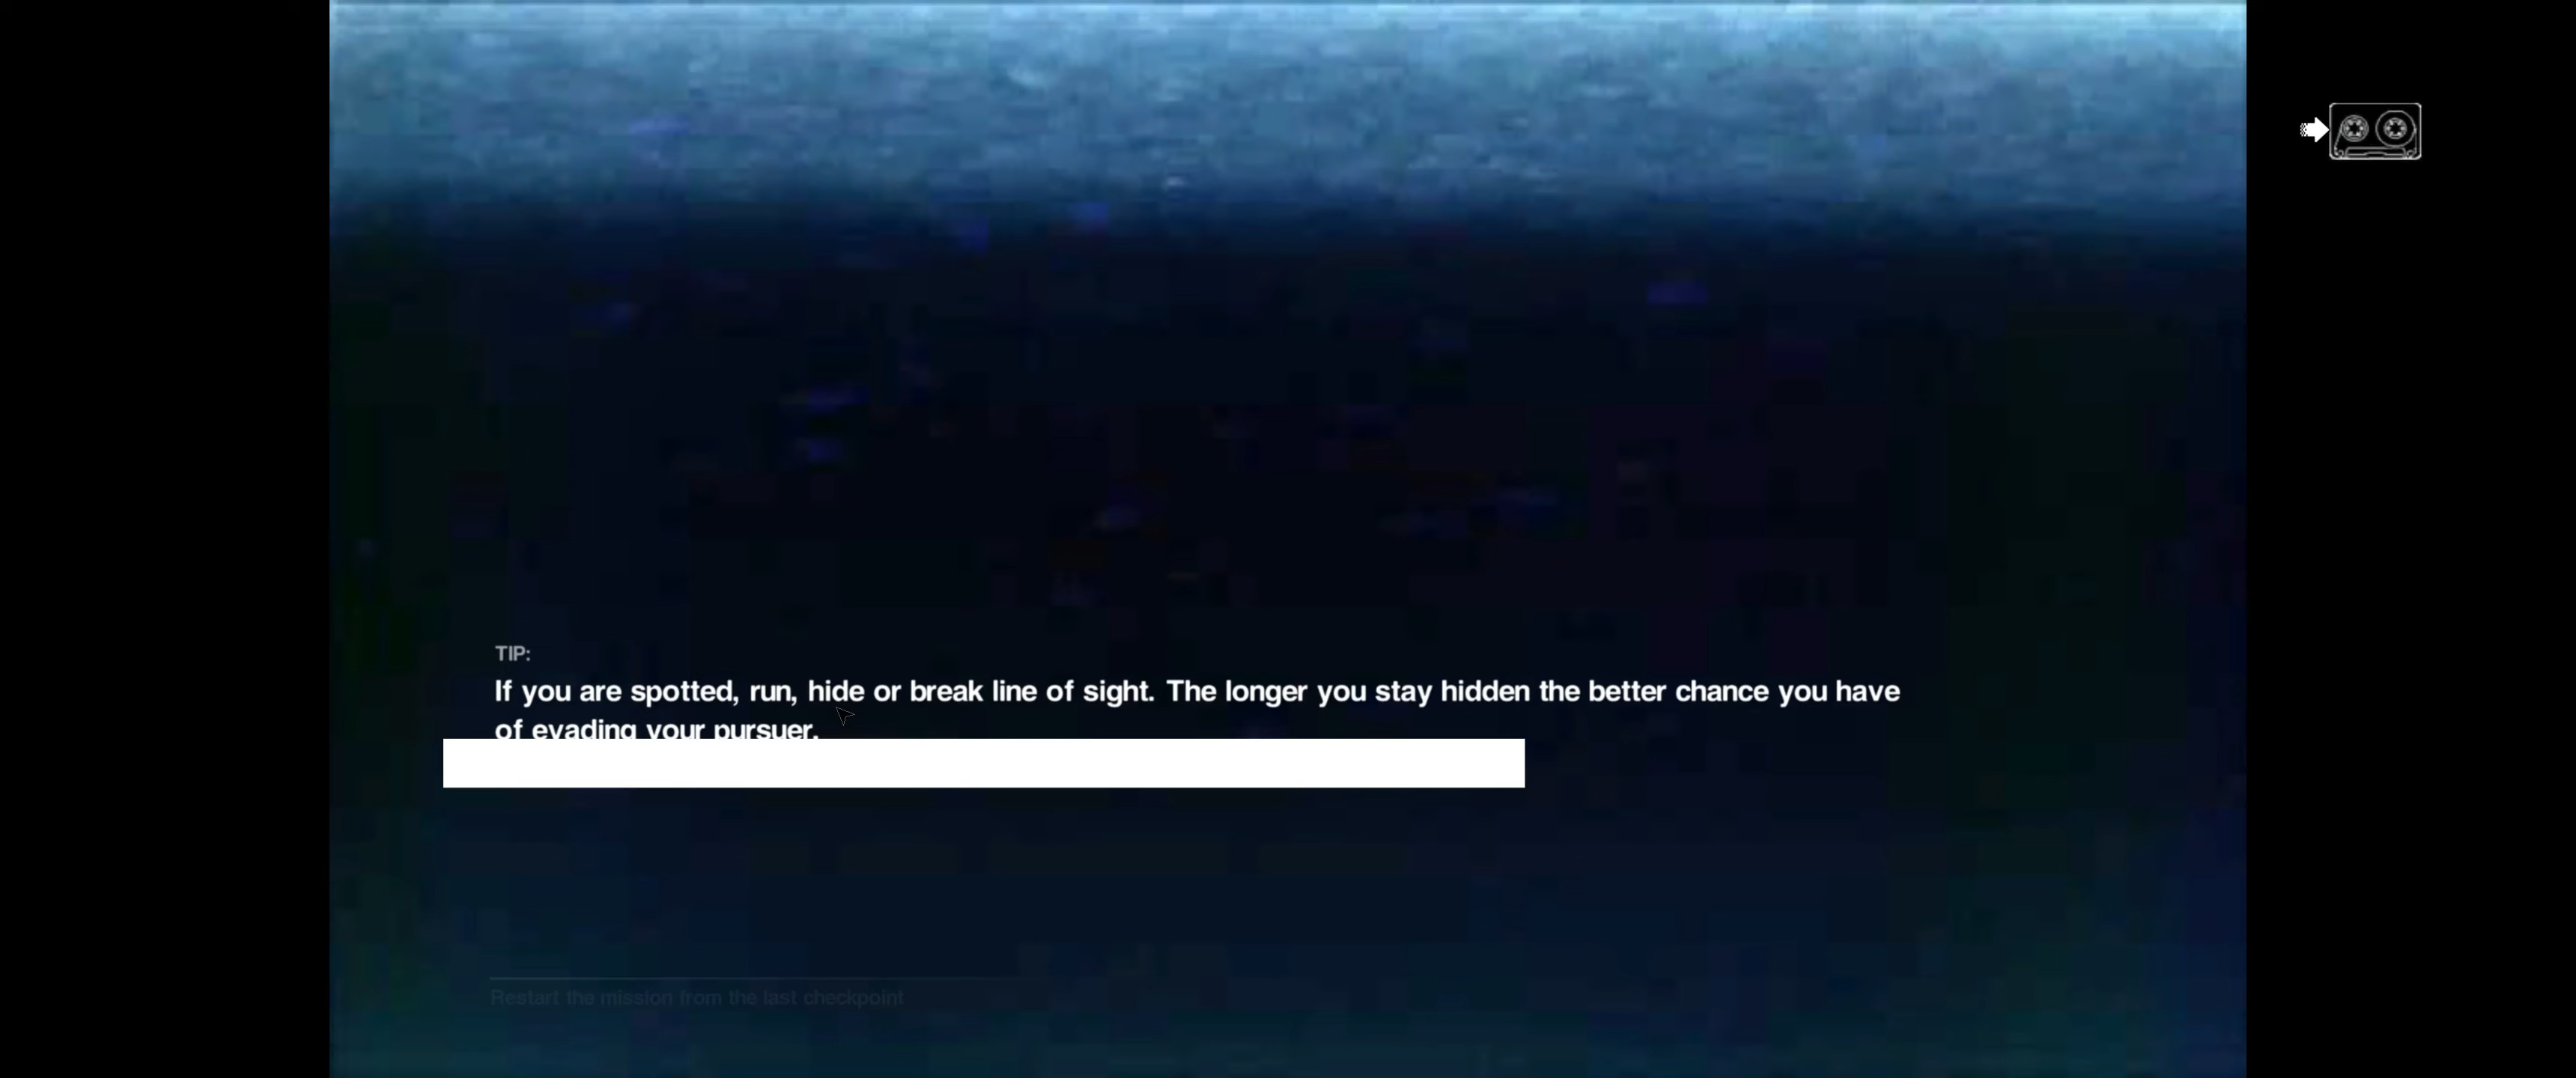 TIP:
If you are spotted, run, hide or break line of sight. The longer you stay hidden the better chance you have
of evading your pursuer.
Restart the mission from the last checkpoint